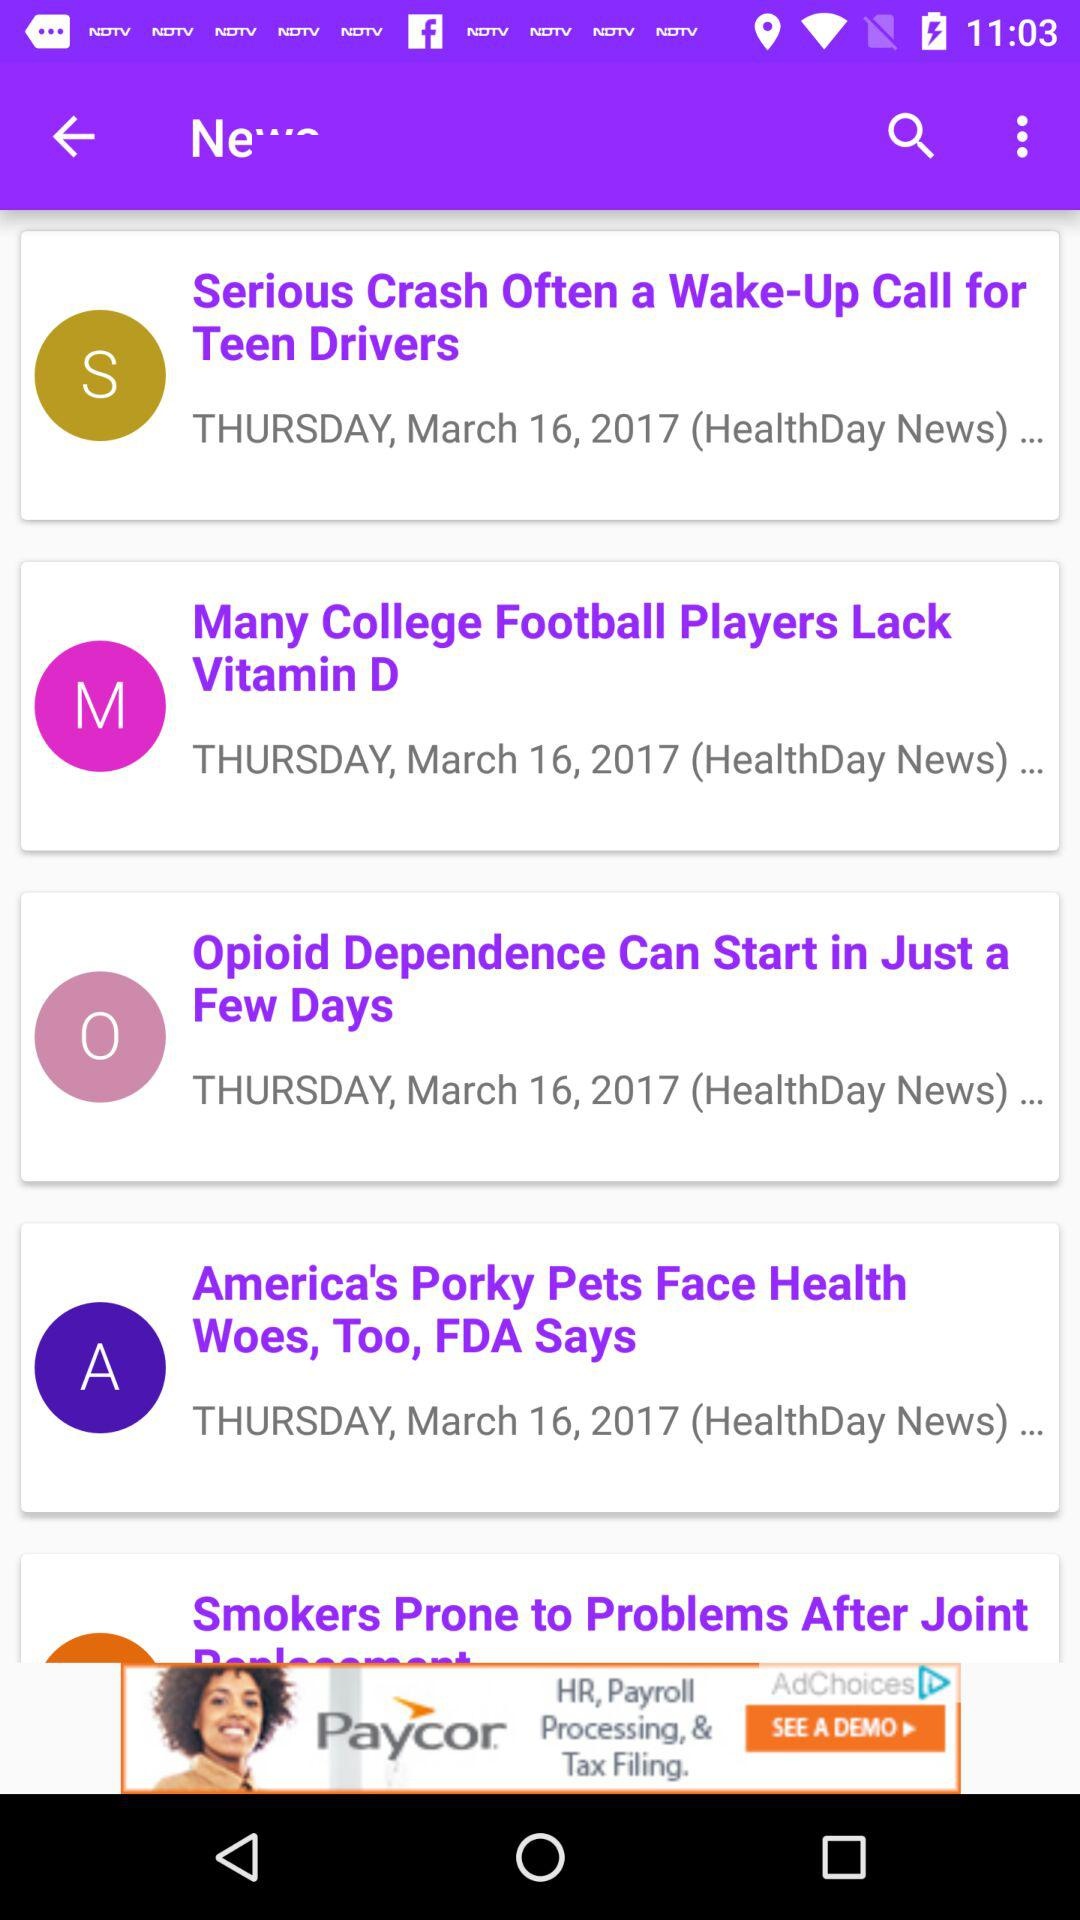 NDTV NDTV NDTV NDTV NDTV NDTV NDTV NDTV NDTV 11:03
News
S
Serious Crash Often a Wake-Up Call for
Teen Drivers
THURSDAY, March 16, 2017 (HealthDay News) ...
M
Many College Football Players Lack
Vitamin D
THURSDAY, March 16, 2017 (HealthDay News) ...
O
Opioid Dependence Can Start in Just a
Few Days
THURSDAY, March 16, 2017 (HealthDay News) ...
A
America's Porky Pets Face Health
Woes, Too, FDA Says
THURSDAY, March 16, 2017 (HealthDay News) ...
Smokers Prone to Problems After Joint
Replacement
Paycor
HR, Payroll
Processing, &
Tax Filing.
AdChoices
SEE A DEMO